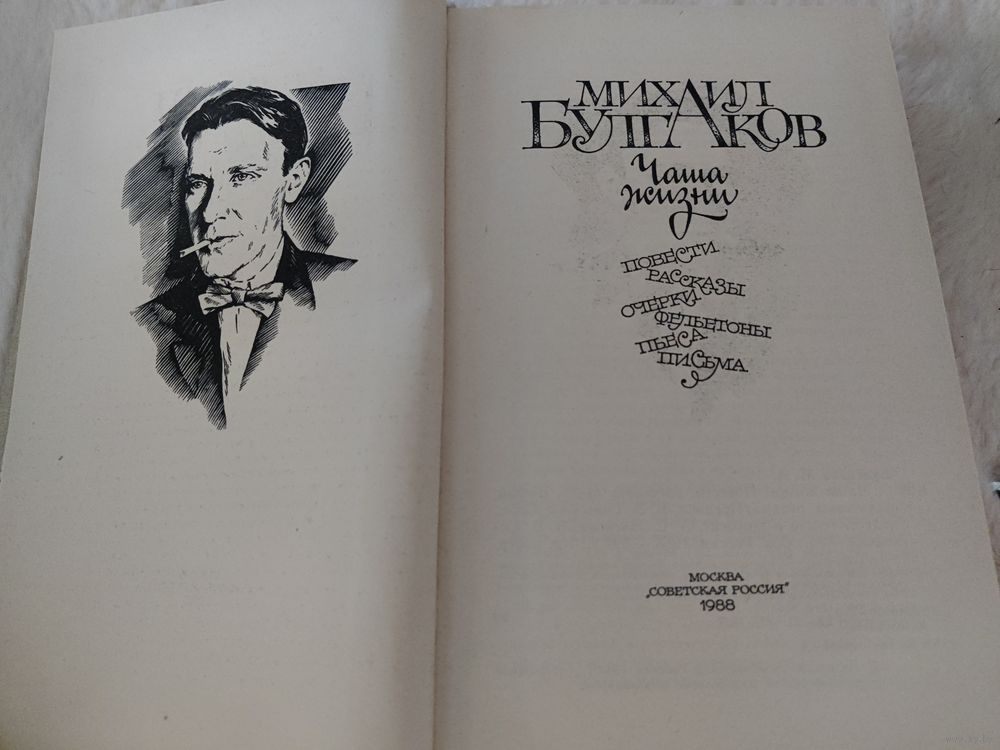 МИХАИЛ
БУЛГАКОВ
Чаша
жизни
ПОВЕСТИ
РАССКАЗЫ
ОЧЕРКИ
ФЕЛЬЕТОНЫ
ПЬЕСА
ПИСЬМА
МОСКВА
„СОВЕТСКАЯ РОССИЯ"
1988